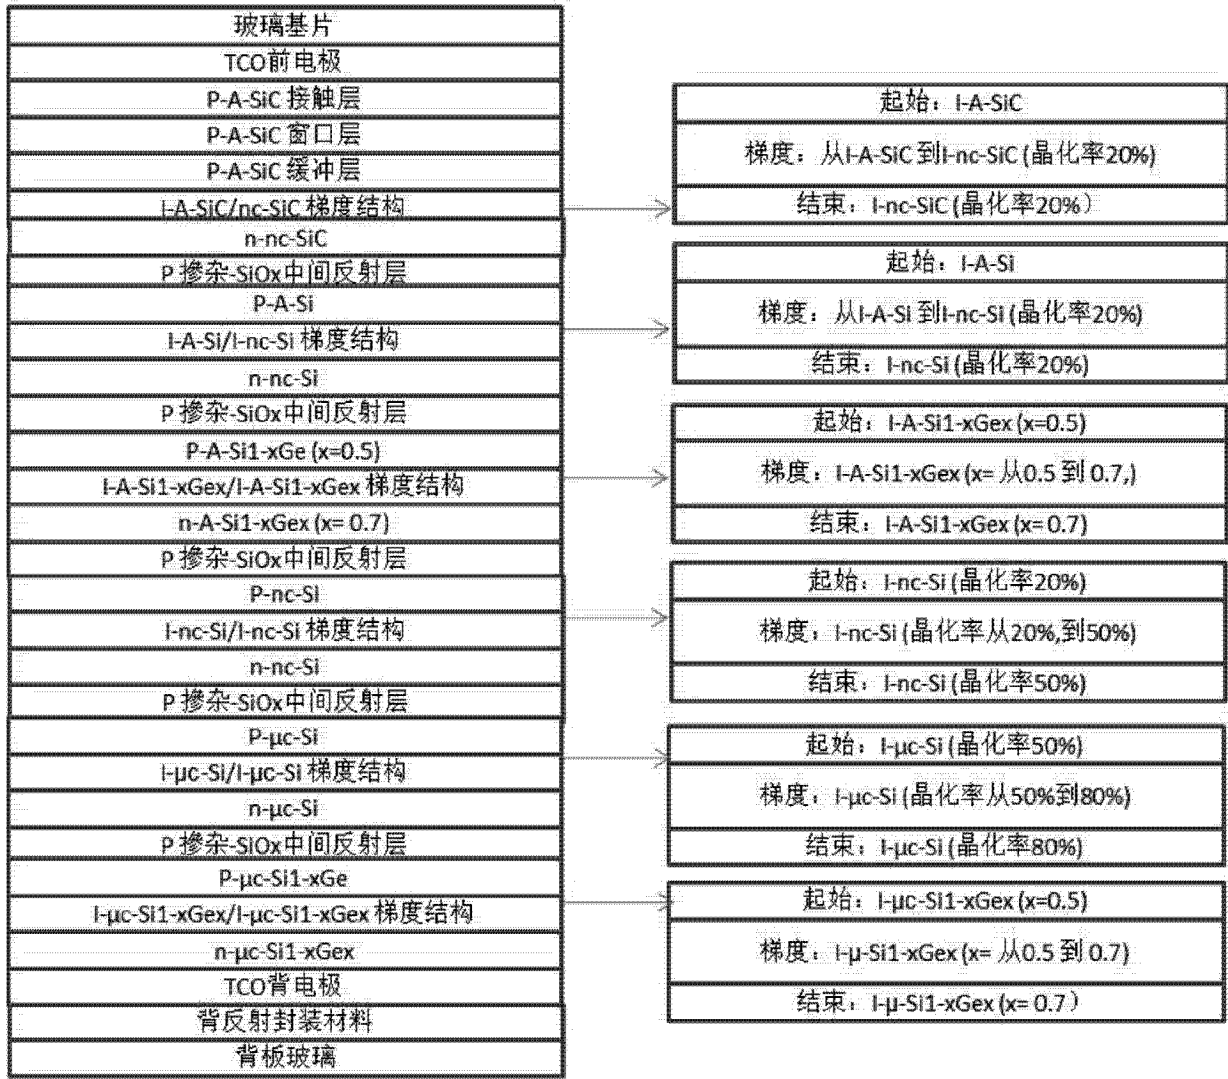 玻璃基片
TCO前电极
P-A-SiC 接触层
P-A-SiC 窗口层
P-A-SiC 缓冲层
I-A-SiC/nc-SiC 梯度结构
n-nc-SiC
P 掺杂-SiOx中间反射层
P-A-Si
I-A-Si/I-nc-Si 梯度结构
n-nc-Si
P 掺杂-SiOx中间反射层
P-A-Si1-xGe (x=0.5)
I-A-Si1-xGex/I-A-Si1-xGex 梯度结构
n-A-Si1-xGex (x= 0.7)
P 掺杂-SiOx中间反射层
P-nc-Si
I-nc-Si/I-nc-Si 梯度结构
n-nc-Si
P 掺杂-SiOx中间反射层
P-μc-Si
I-μc-Si/I-μc-Si 梯度结构
n-μc-Si
P 掺杂-SiOx中间反射层
P-μc-Si1-xGe
I-μc-Si1-xGex/I-μc-Si1-xGex 梯度结构
n-μc-Si1-xGex
TCO背电极
背反射封装材料
背板玻璃
起始：I-A-SiC
梯度：从I-A-SiC 到I-nc-SiC (晶化率20%)
结束：I-nc-SiC (晶化率20%）
起始：I-A-Si
梯度：从I-A-Si 到I-nc-Si (晶化率20%)
结束：I-nc-Si (晶化率20%)
起始：I-A-Si1-xGex (x=0.5)
梯度：I-A-Si1-xGex (x= 从0.5 到 0.7,)
结束：I-A-Si1-xGex (x= 0.7)
起始：I-nc-Si (晶化率20%)
梯度：I-nc-Si (晶化率从20%,到50%)
结束：I-nc-Si (晶化率50%)
起始：I-μc-Si (晶化率50%)
梯度：I-μc-Si (晶化率从50%到80%)
结束：I-μc-Si (晶化率80%)
起始：I-μc-Si1-xGex (x=0.5)
梯度：I-μ-Si1-xGex (x= 从0.5 到 0.7)
结束：I-μ-Si1-xGex (x= 0.7）